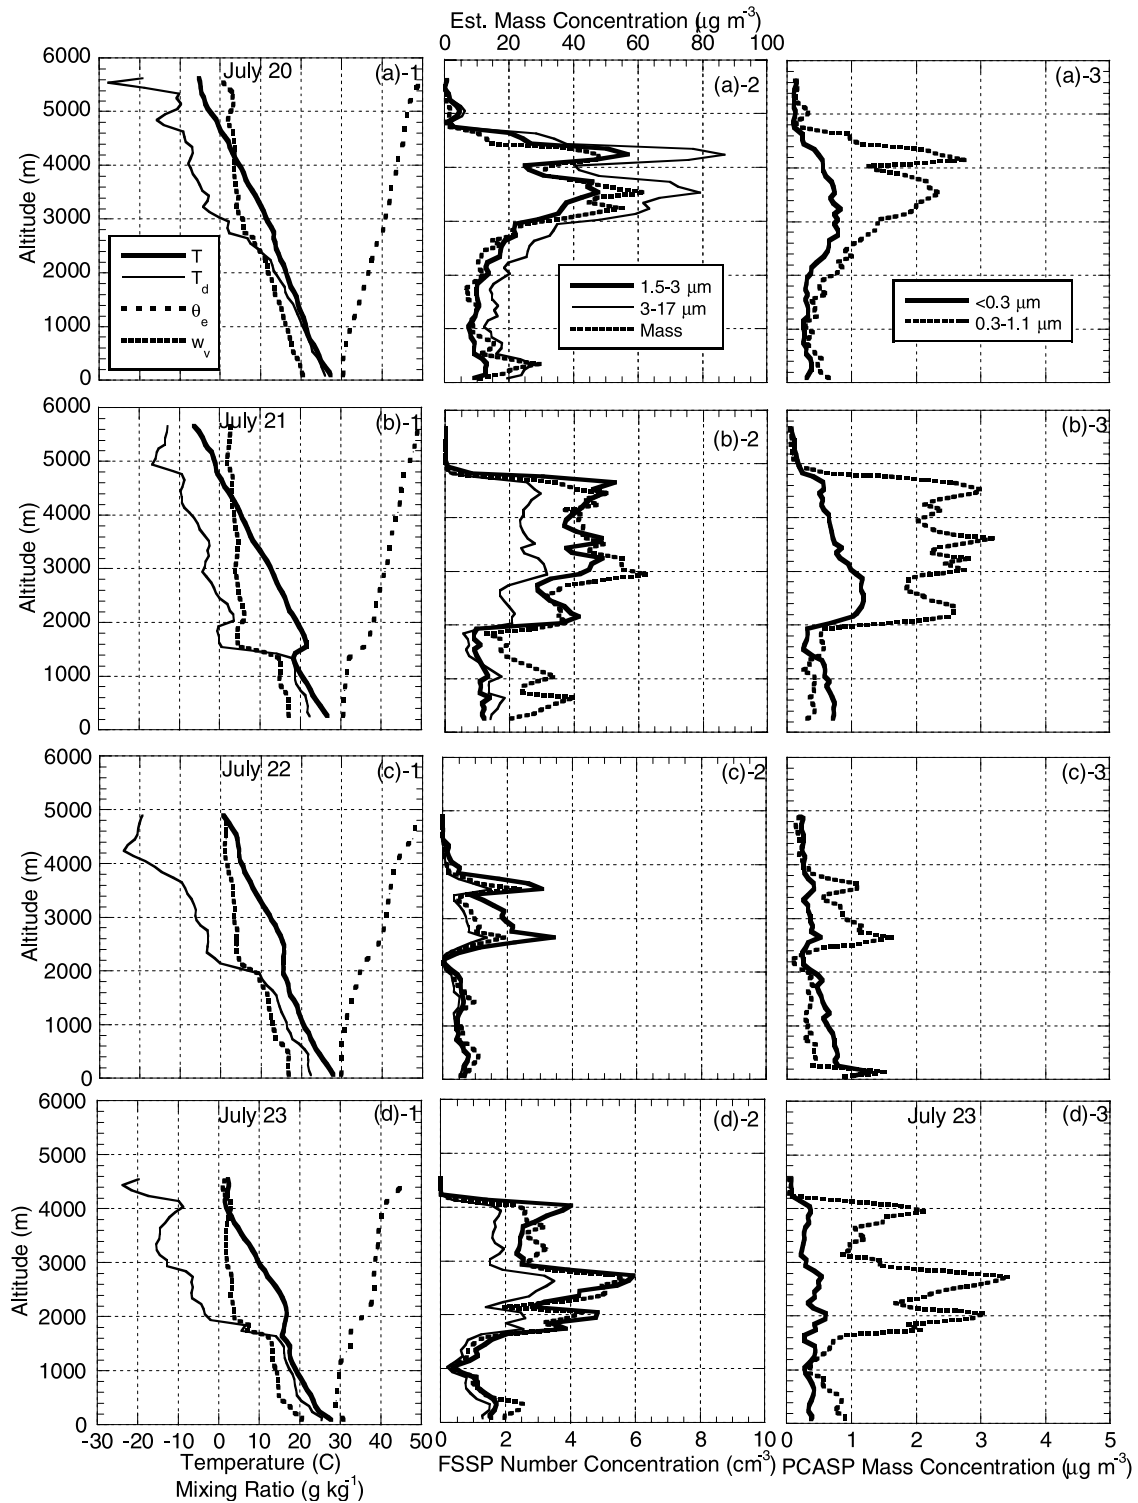 Est. Mass Concentration (µg m-3)
0 20 40 60 80 100
6000
5000
4000
3000
2000
1000
0
Altitude (m)
July 20
(a)-1
T
Td
θe
wv
(a)-2
1.5-3 µm
3-17 µm
Mass
(a)-3
<0.3 µm
0.3-1.1 µm
6000
5000
4000
3000
2000
1000
0
Altitude (m)
July 21
(b)-1
(b)-2
(b)-3
6000
5000
4000
3000
2000
1000
0
Altitude (m)
July 22
(c)-1
(c)-2
(c)-3
6000
5000
4000
3000
2000
1000
0
Altitude (m)
July 23
(d)-1
(d)-2
July 23
(d)-3
-30 -20 -10 0 10 20 30 40 50
Temperature (C)
Mixing Ratio (g kg-1)
0 2 4 6 8 10
FSSP Number Concentration (cm-3)
0 1 2 3 4 5
PCASP Mass Concentration (µg m-3)